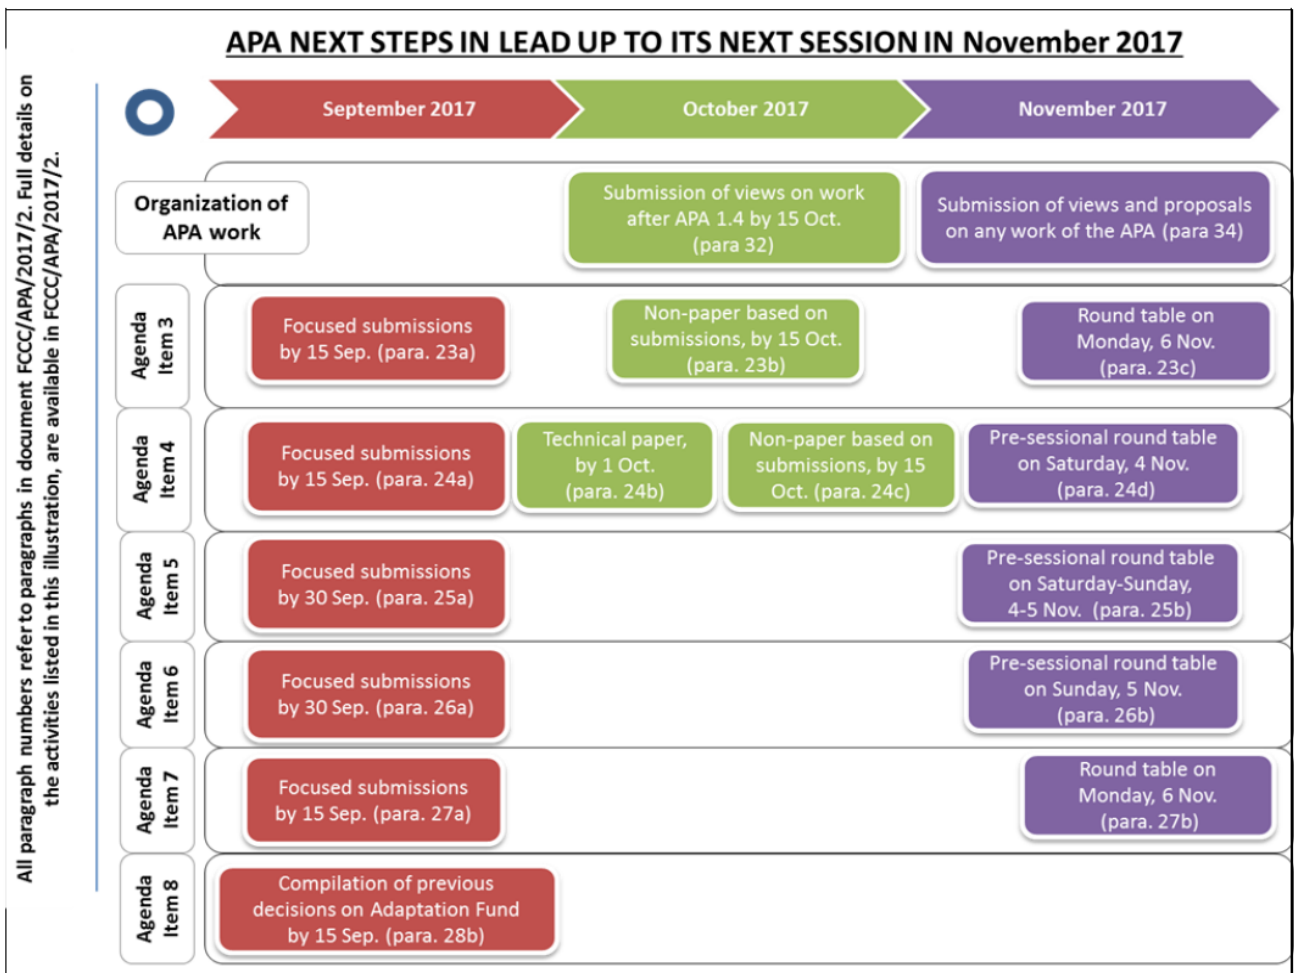 APA NEXT STEPS IN LEAD UP TO ITS NEXT SESSION IN November 2017
All paragraph numbers refer to paragraphs in document FCCC/APA/2017/2. Full details on
the activities listed in this illustration, are available in FCCC/APA/2017/2.
September 2017
October 2017
November 2017
Organization of
APA work
Submission of views on work
after APA 1.4 by 15 Oct.
(para 32)
Submission of views and proposals
on any work of the APA (para 34)
Agenda
Item 3
Focused submissions
by 15 Sep. (para. 23a)
Non-paper based on
submissions, by 15 Oct.
(para. 23b)
Round table on
Monday, 6 Nov.
(para. 23c)
Agenda
Item 4
Focused submissions
by 15 Sep. (para. 24a)
Technical paper,
by 1 Oct.
(para. 24b)
Non-paper based on
submissions, by 15
Oct. (para. 24c)
Pre-sessional round table
on Saturday, 4 Nov.
(para. 24d)
Agenda
Item 5
Focused submissions
by 30 Sep. (para. 25a)
Pre-sessional round table
on Saturday-Sunday,
4-5 Nov. (para. 25b)
Agenda
Item 6
Focused submissions
by 30 Sep. (para. 26a)
Pre-sessional round table
on Sunday, 5 Nov.
(para. 26b)
Agenda
Item 7
Focused submissions
by 15 Sep. (para. 27a)
Round table on
Monday, 6 Nov.
(para. 27b)
Agenda
Item 8
Compilation of previous
decisions on Adaptation Fund
by 15 Sep. (para. 28b)